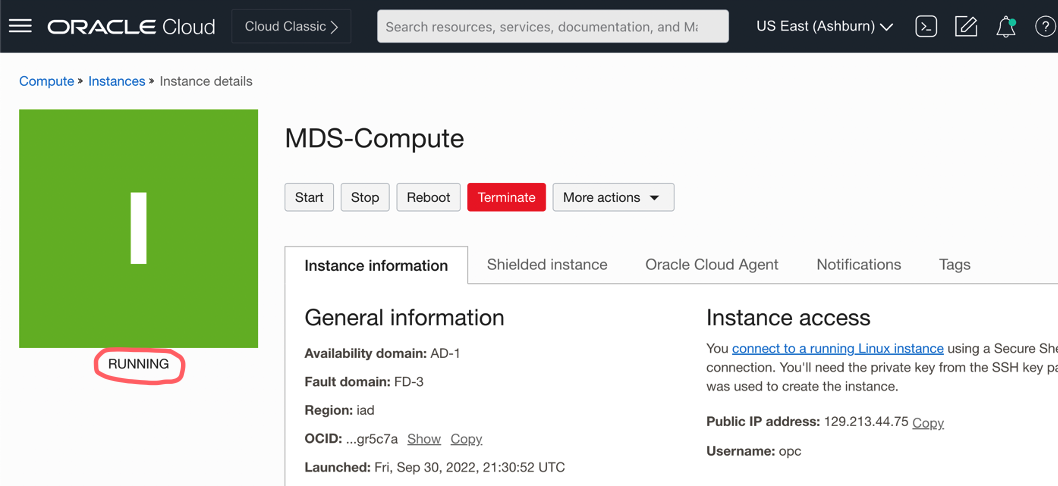 ORACLE Cloud
Cloud Classic >
Search resources, services, documentation, and Ma
US East (Ashburn)
Compute » Instances » Instance details
I
RUNNING
MDS-Compute
Start
Stop
Reboot
Terminate
More actions
Instance information
Shielded instance
Oracle Cloud Agent
Notifications
Tags
General information
Availability domain: AD-1
Fault domain: FD-3
Region: iad
OCID: ...gr5c7a Show Copy
Launched: Fri, Sep 30, 2022, 21:30:52 UTC
Instance access
You connect to a running Linux instance using a Secure She
connection. You'll need the private key from the SSH key pa
was used to create the instance.
Public IP address: 129.213.44.75 Copy
Username: opc